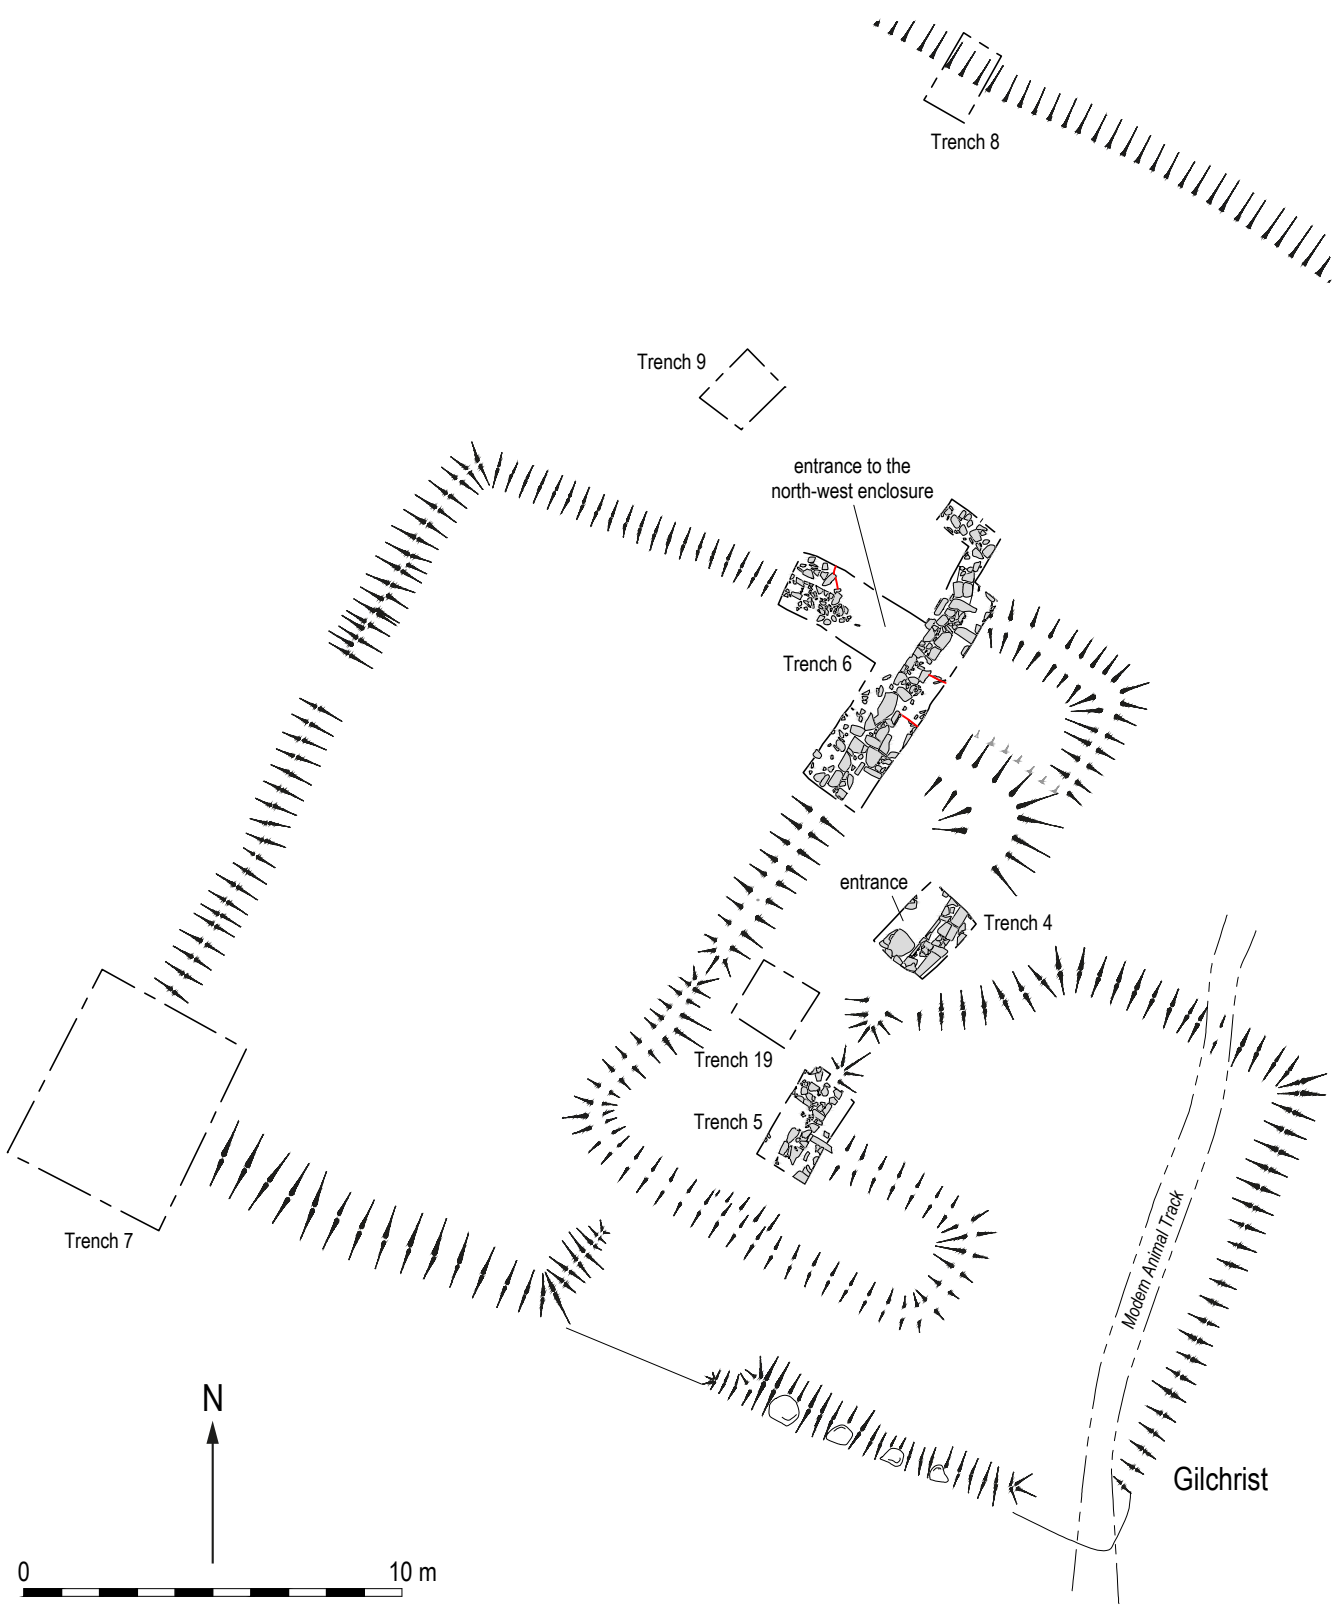 Trench 8
Trench 9
entrance to the
north-west enclosure
Trench 6
entrance
Trench 4
Trench 19
Trench 5
Trench 7
Modern Animal Track
N
Gilchrist
0
10 m